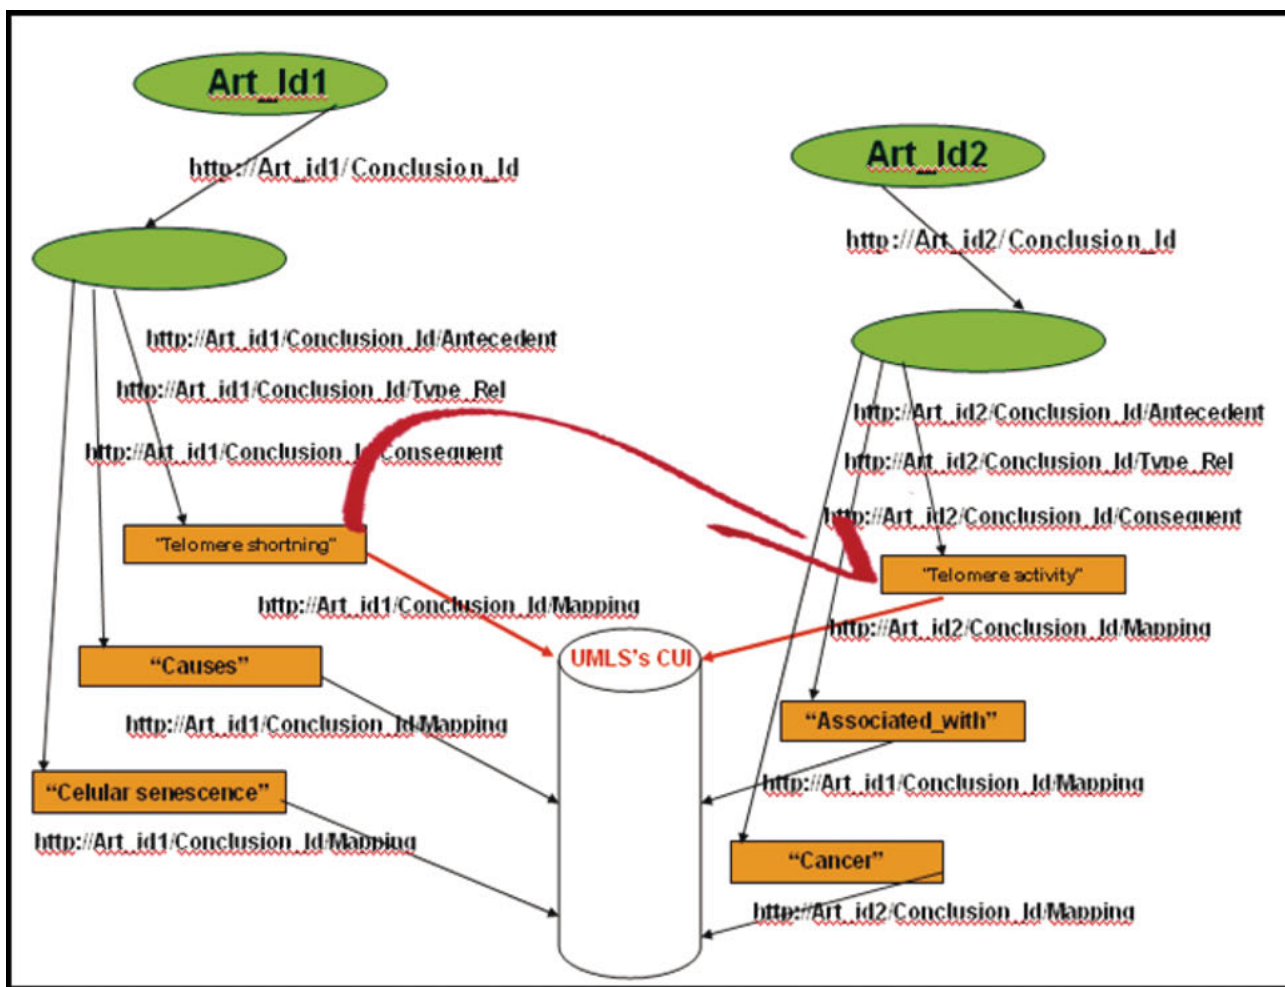 Art_Id1
http://Art_id1/Conclusion_Id
http://Art_id1/Conclusion_Id/Antecedent
http://Art_id1/Conclusion_Id/Type_Rel
http://Art_id1/Conclusion_Id/Consequent
"Telomere shortning"
http://Art_id1/Conclusion_Id/Mapping
“Causes”
http://Art_id1/Conclusion_Id/Mapping
“Celular senescence”
http://Art_id1/Conclusion_Id/Mapping
UMLS's CUI
Art_Id2
http://Art_id2/Conclusion_Id
http://Art_id2/Conclusion_Id/Antecedent
http://Art_id2/Conclusion_Id/Type_Rel
http://Art_id2/Conclusion_Id/Consequent
"Telomere activity"
http://Art_id2/Conclusion_Id/Mapping
“Associated_with”
http://Art_id1/Conclusion_Id/Mapping
“Cancer”
http://Art_id2/Conclusion_Id/Mapping